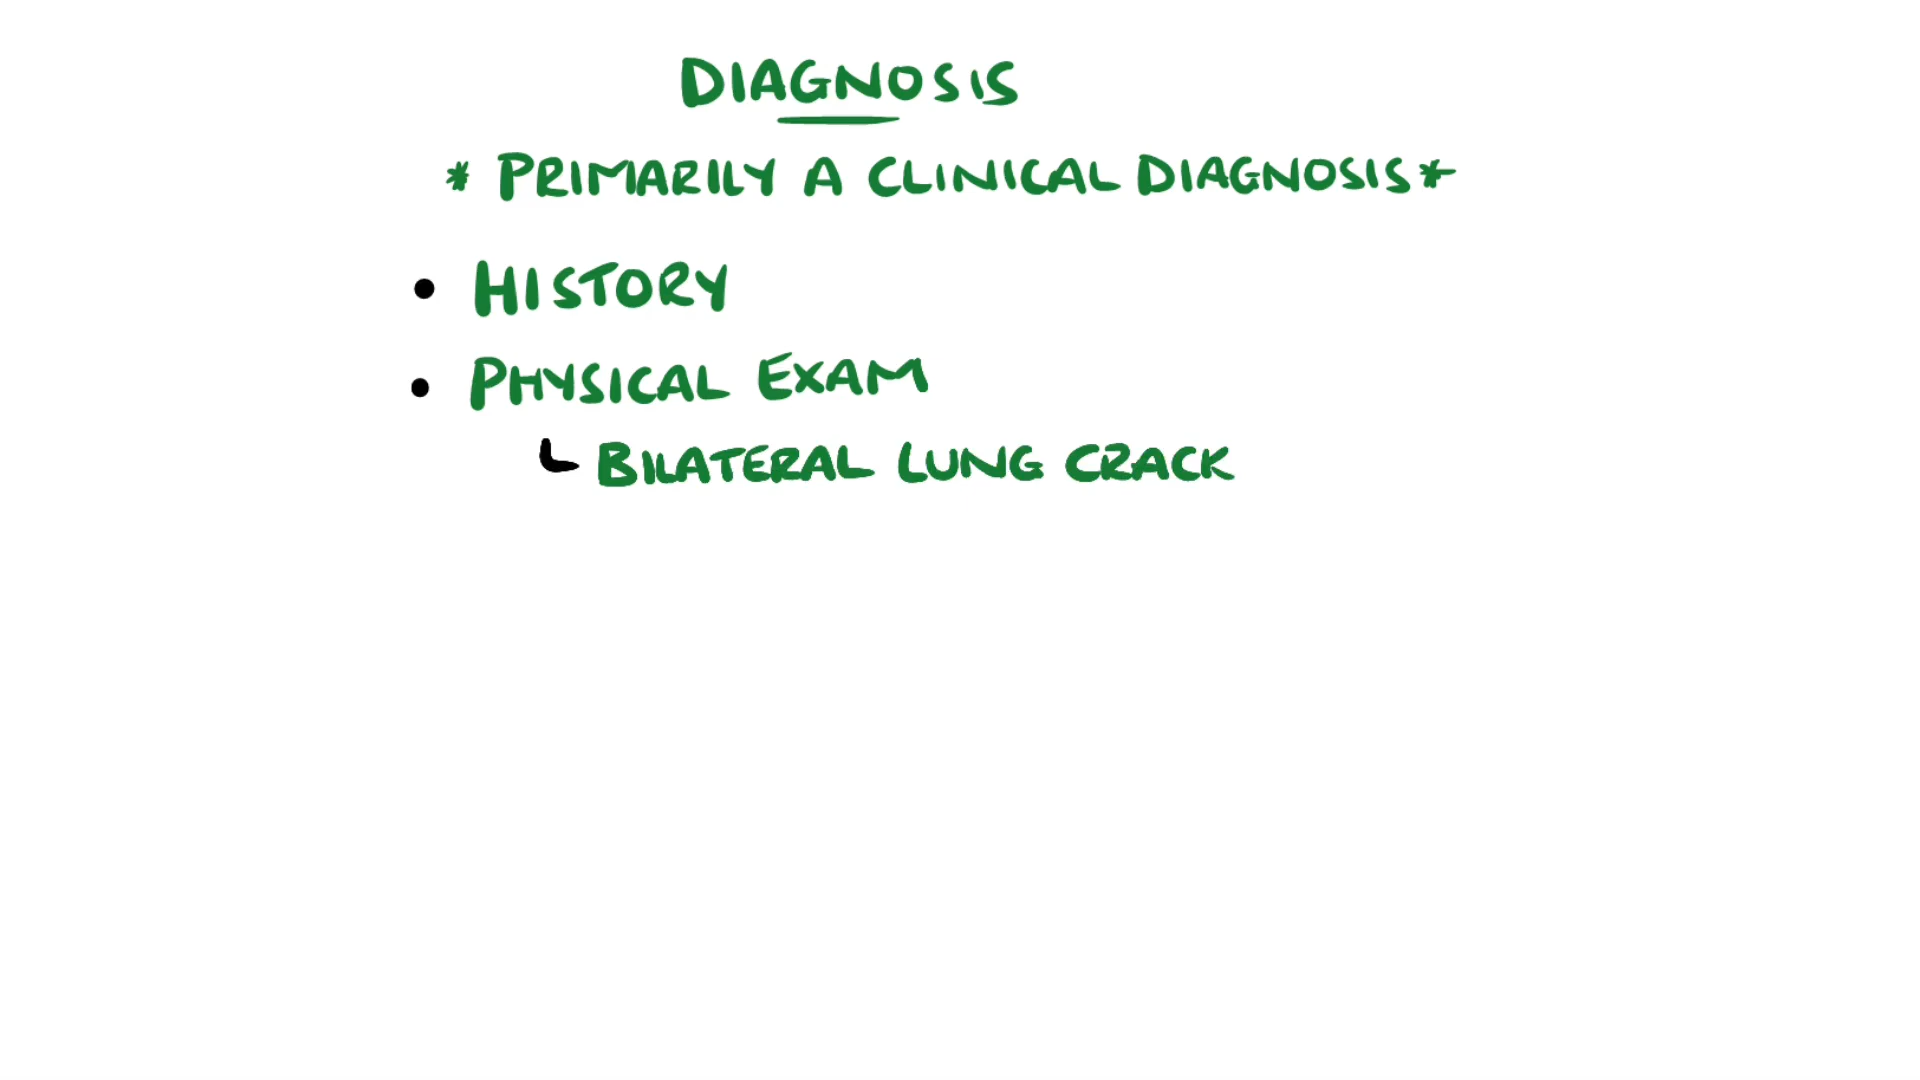 DIAGNOSIS
* PRIMARILY A CLINICAL DIAGNOSIS *
• HISTORY
• PHYSICAL EXAM
BILATERAL LUNG CRACK